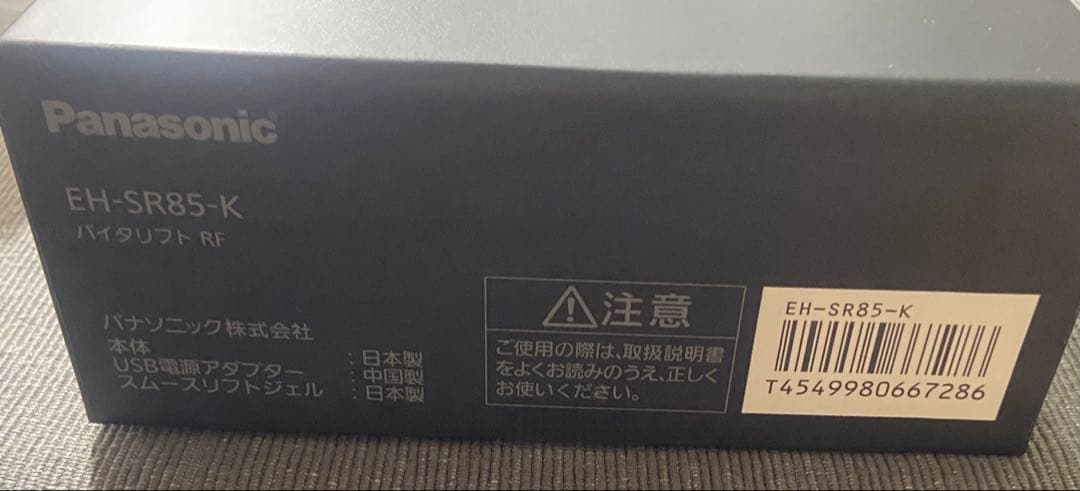 Panasonic
EH-SR85-K
バイタリフト RF
パナソニック株式会社
本体 : 日本製
USB電源アダプター : 中国製
スムースリフトジェル : 日本製
注意
ご使用の際は、取扱説明書
をよくお読みのうえ、正しく
お使いください。
EH-SR85-K
T4549980667286